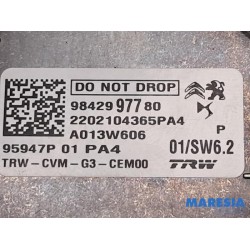 DO NOT DROP
98429 977 80
2202104365PA4
A013W606
P
95947P 01 PA4
01/SW6.2
TRW-CVM-G3-CEM00
TRW
MARESIA